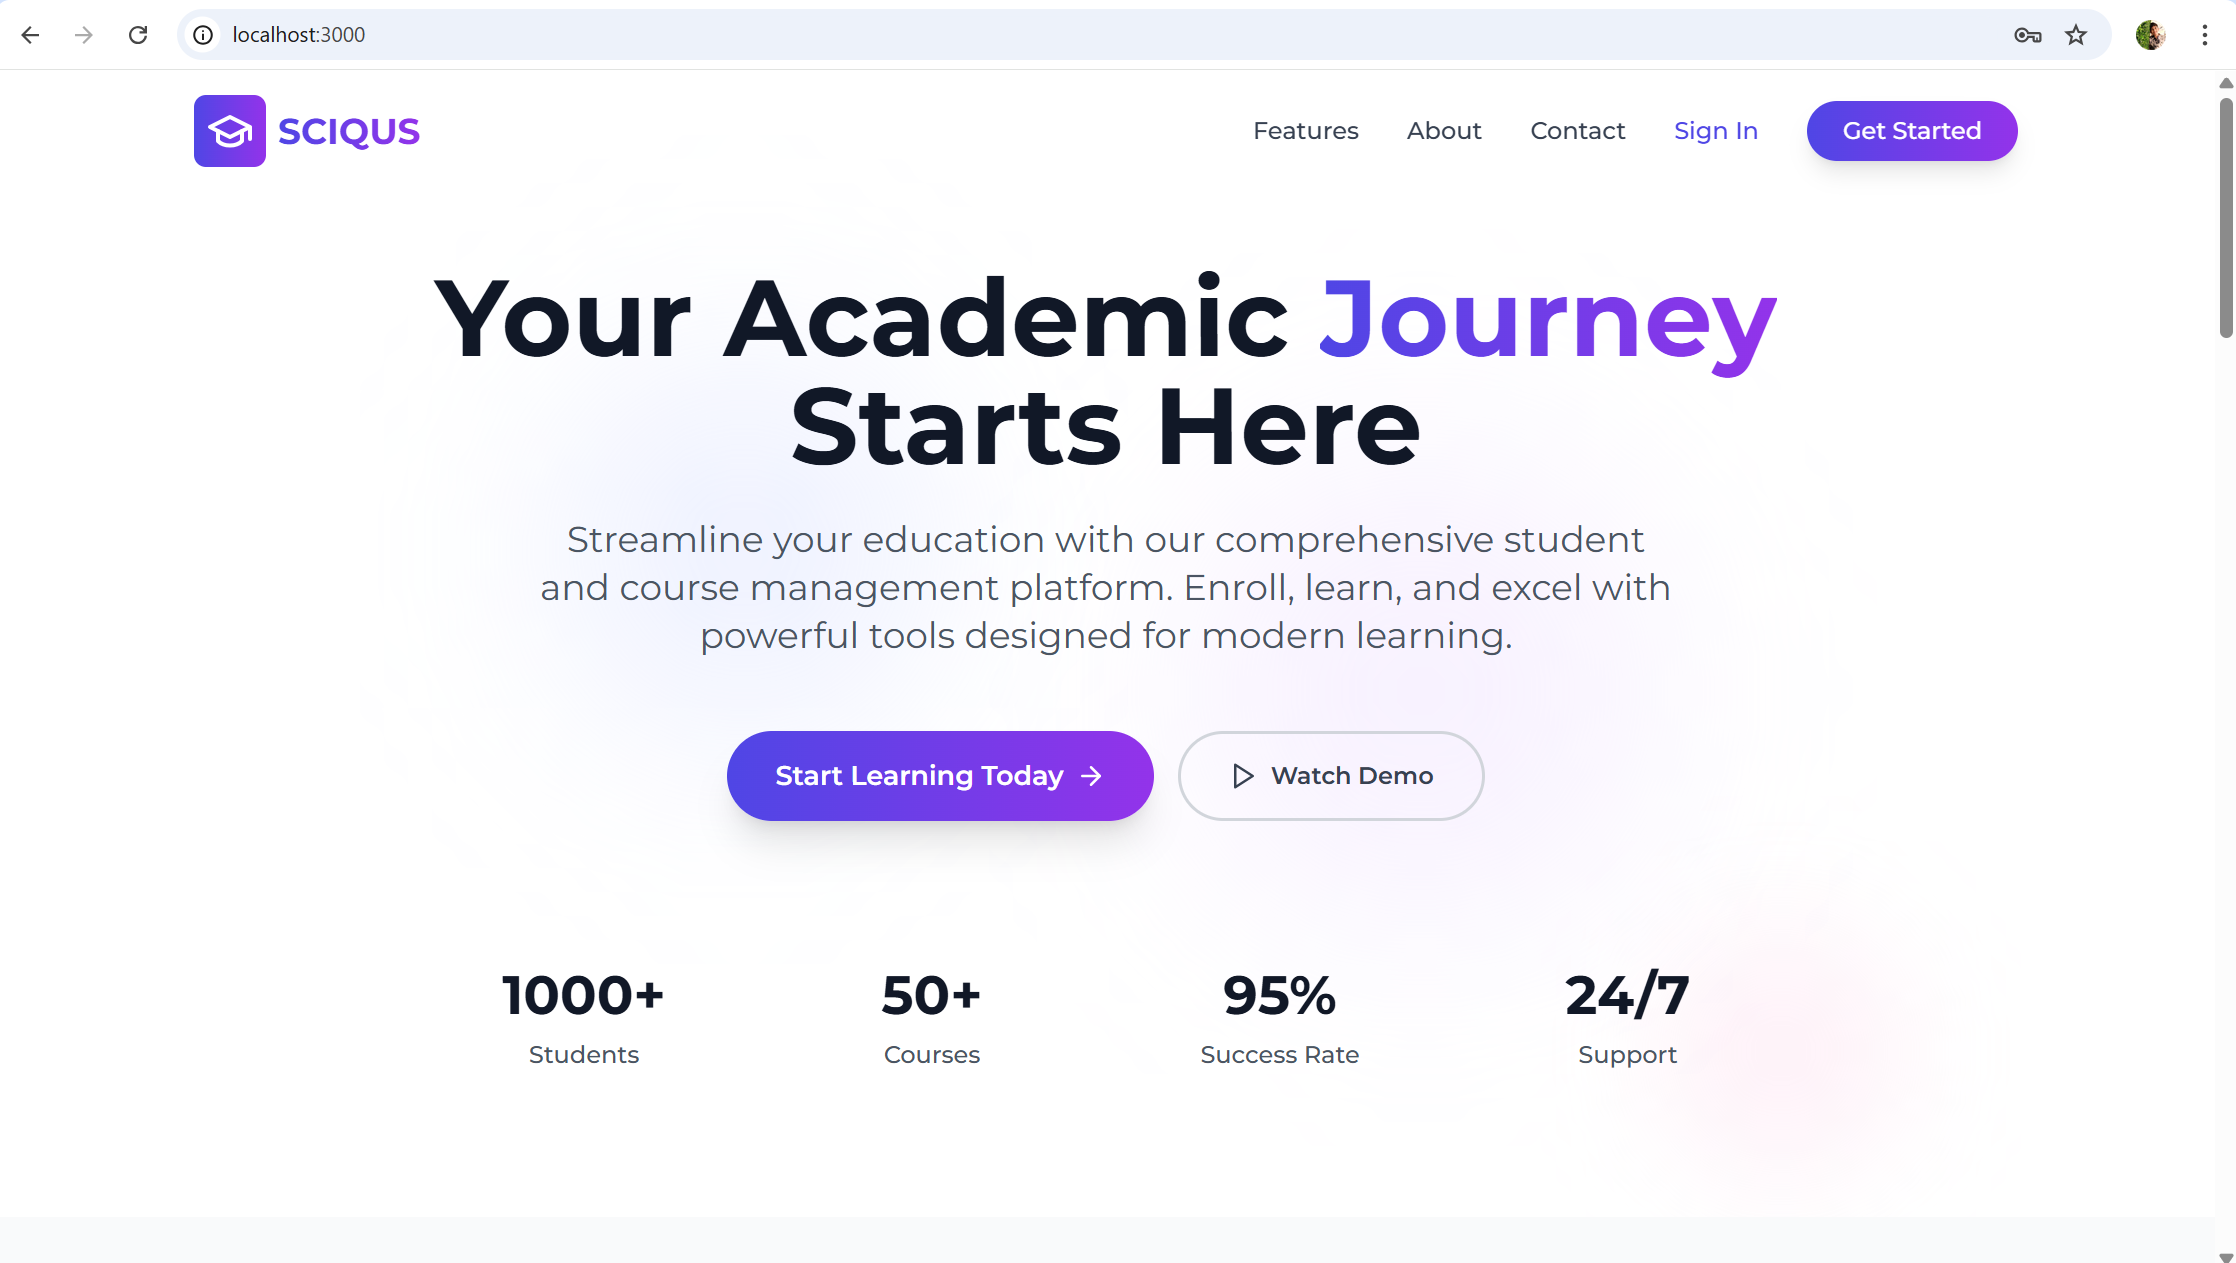 localhost:3000
SCIQUS
Features
About
Contact
Sign In
Get Started
Your Academic Journey
Starts Here
Streamline your education with our comprehensive student
and course management platform. Enroll, learn, and excel with
powerful tools designed for modern learning.
Start Learning Today →
Watch Demo
1000+
Students
50+
Courses
95%
Success Rate
24/7
Support